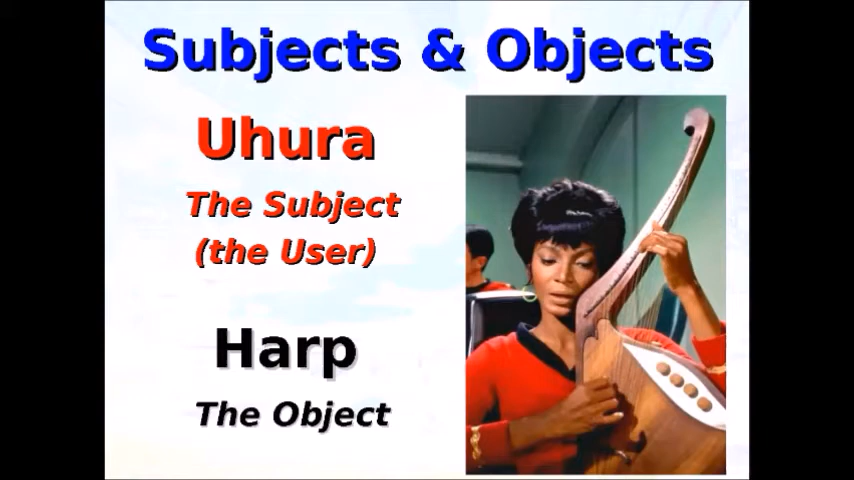 Subjects & Objects
Uhura
The Subject
(the User)
Harp
The Object